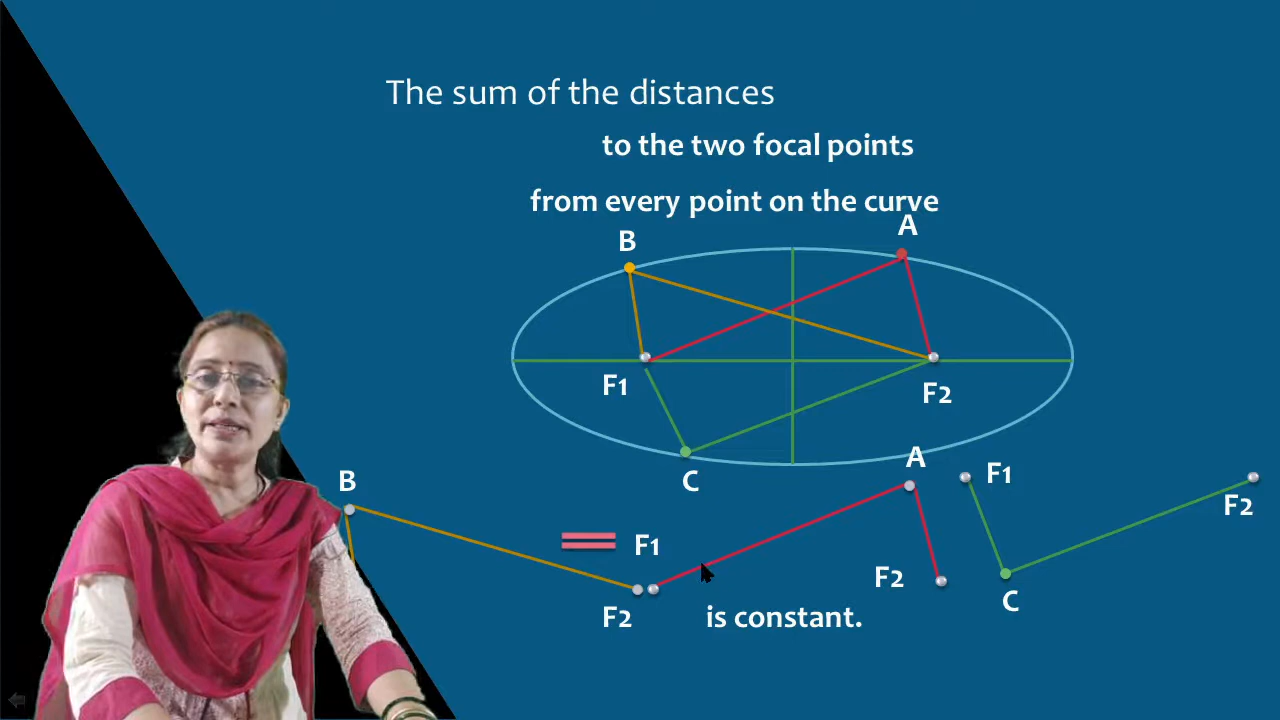 The sum of the distances
to the two focal points
from every point on the curve
A
B
F1
F2
C
A
B
F1
F2
F1
F2
C
F2
is constant.